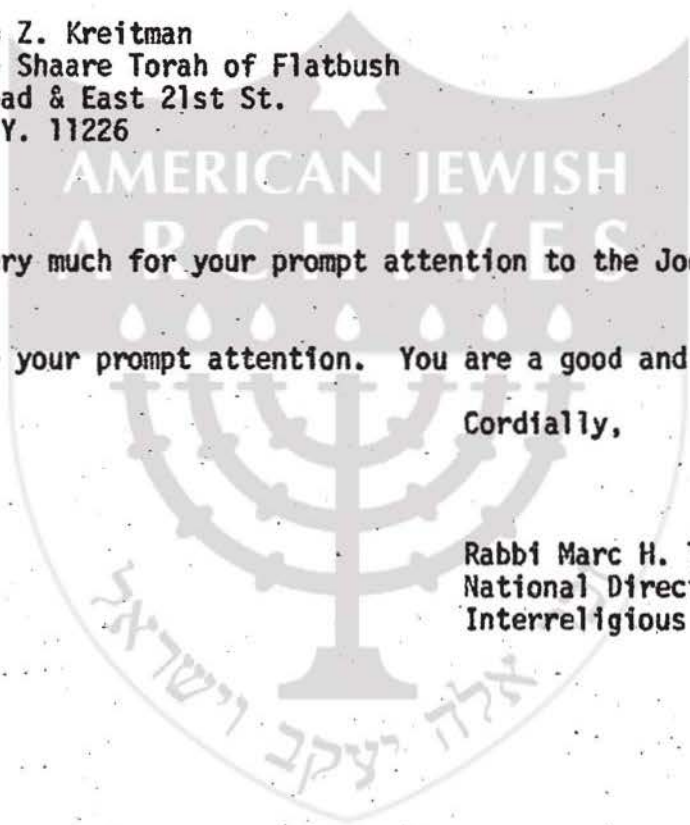 Z. Kreitman
Shaare Torah of Flatbush
ad & East 21st St.
Y. 11226
AMERICAN JEWISH
ARCHIVES
ry much for your prompt attention to the Jo
your prompt attention. You are a good and
Cordially,
Rabbi Marc H.
National Direc
Interreligious
אלה יצקב וישראל